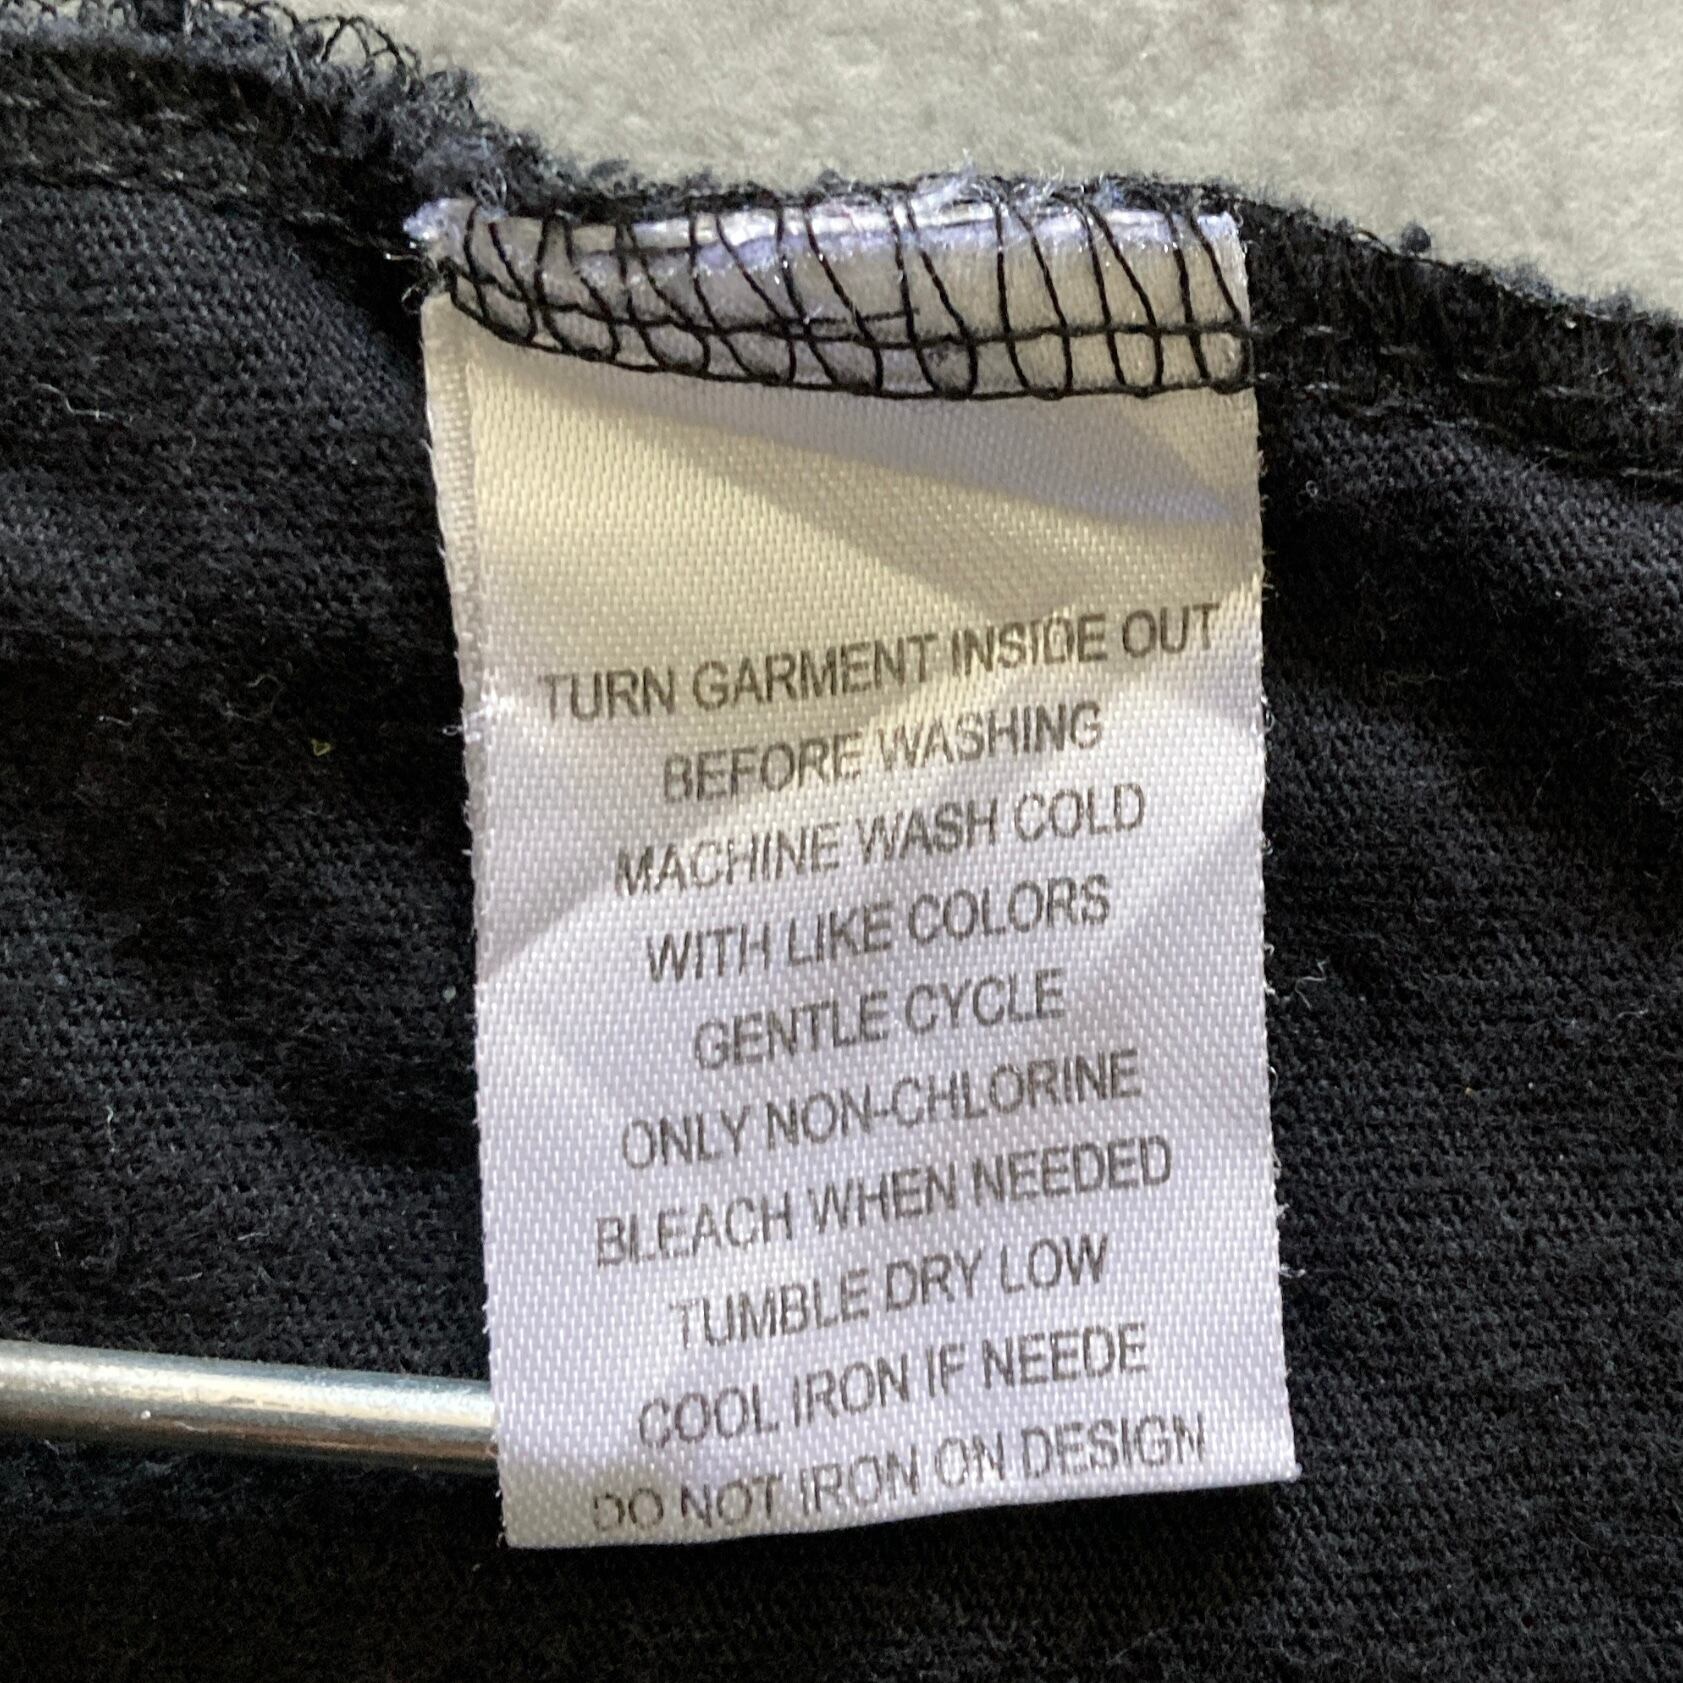 TURN GARMENT INSIDE OUT
BEFORE WASHING
MACHINE WASH COLD
WITH LIKE COLORS
GENTLE CYCLE
ONLY NON-CHLORINE
BLEACH WHEN NEEDED
TUMBLE DRY LOW
COOL IRON IF NEEDE
DO NOT IRON ON DESIGN